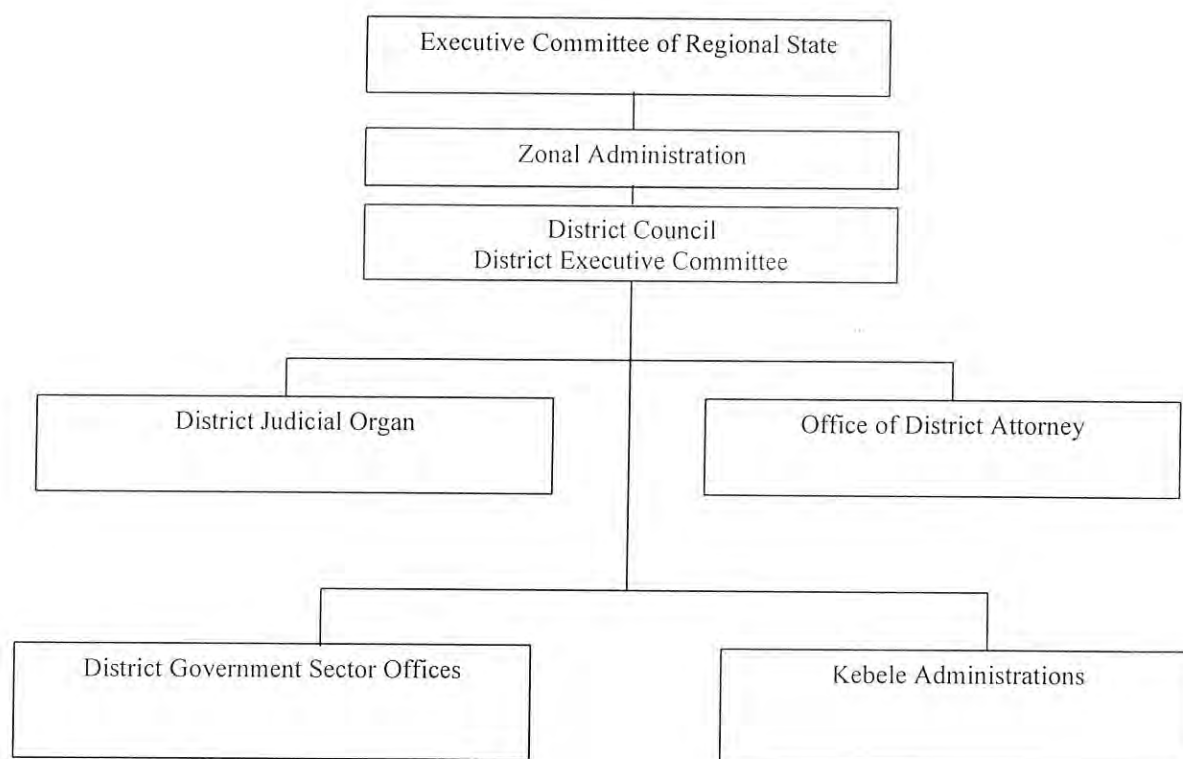 Executive Committee of Regional State
Zonal Administration
District Council
District Executive Committee
District Judicial Organ
Office of District Attorney
District Government Sector Offices
Kebele Administrations